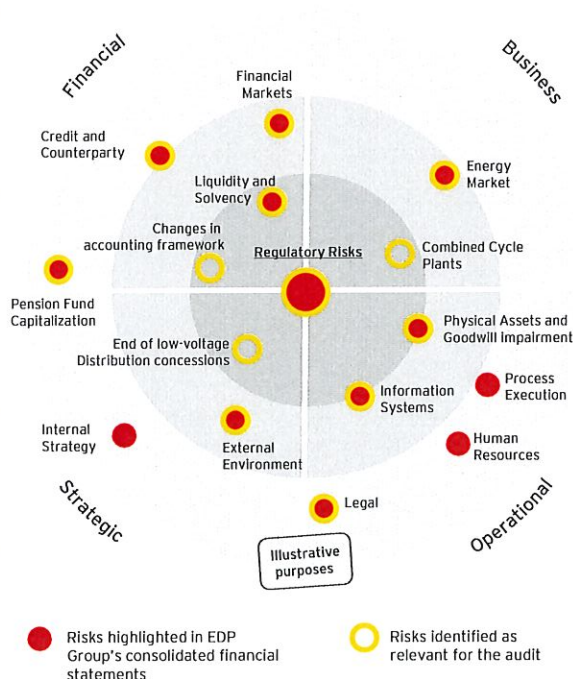 Financial
Business
Financial
Markets
Credit and
Counterparty
Energy
Market
Liquidity and
Solvency
Changes in
accounting framework
Regulatory Risks
Combined Cycle
Plants
Pension Fund
Capitalization
Physical Assets and
Goodwill impairment
End of low-voltage
Distribution concessions
Process
Execution
Information
Systems
Internal
Strategy
Human
Resources
External
Environment
Strategic
Legal
Operational
Illustrative
purposes
Risks highlighted in EDP
Group's consolidated financial
statements
Risks identified as
relevant for the audit